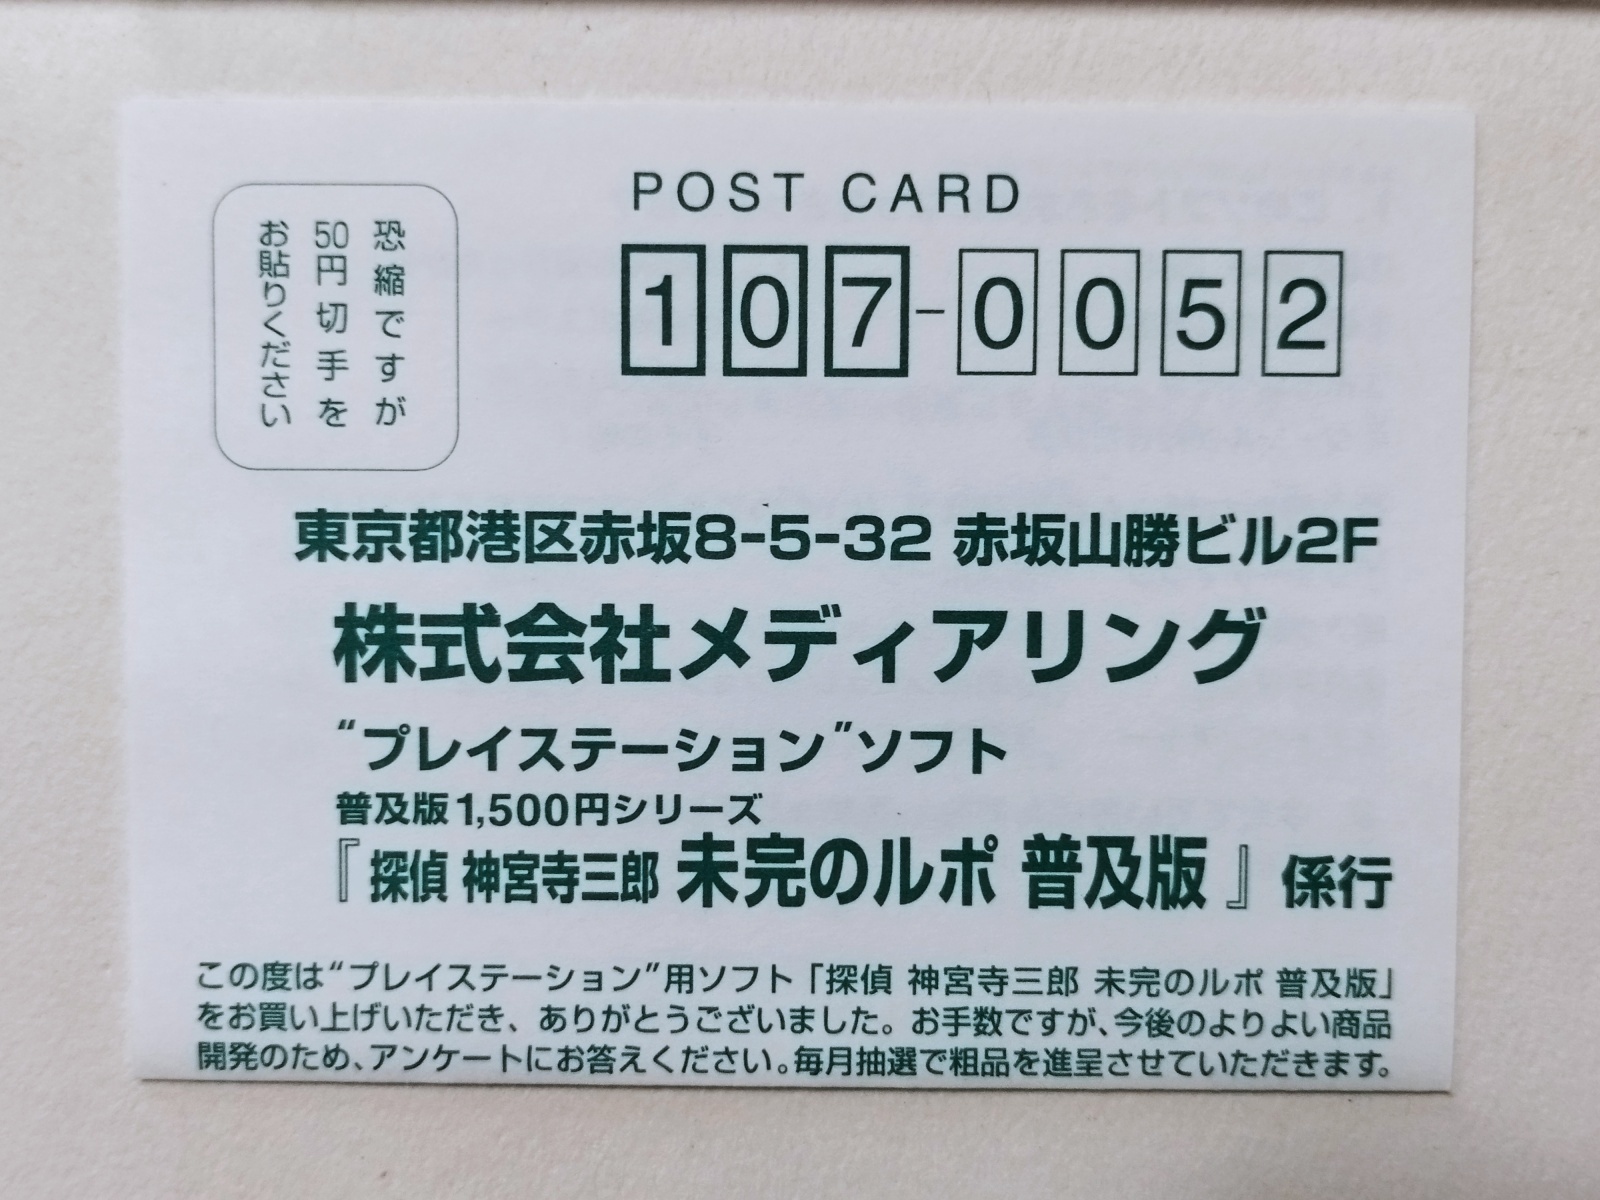 POST CARD
107-0052
恐縮ですが
50円切手を
お貼りください
東京都港区赤坂8-5-32 赤坂山勝ビル2F
株式会社メディアリング
“プレイステーション”ソフト
普及版1,500円シリーズ
『探偵 神宮寺三郎 未完のルポ 普及版』係行
この度は“プレイステーション”用ソフト「探偵 神宮寺三郎 未完のルポ 普及版」
をお買い上げいただき、ありがとうございました。お手数ですが、今後のよりよい商品
開発のため、アンケートにお答えください。毎月抽選で粗品を進呈させていただきます。